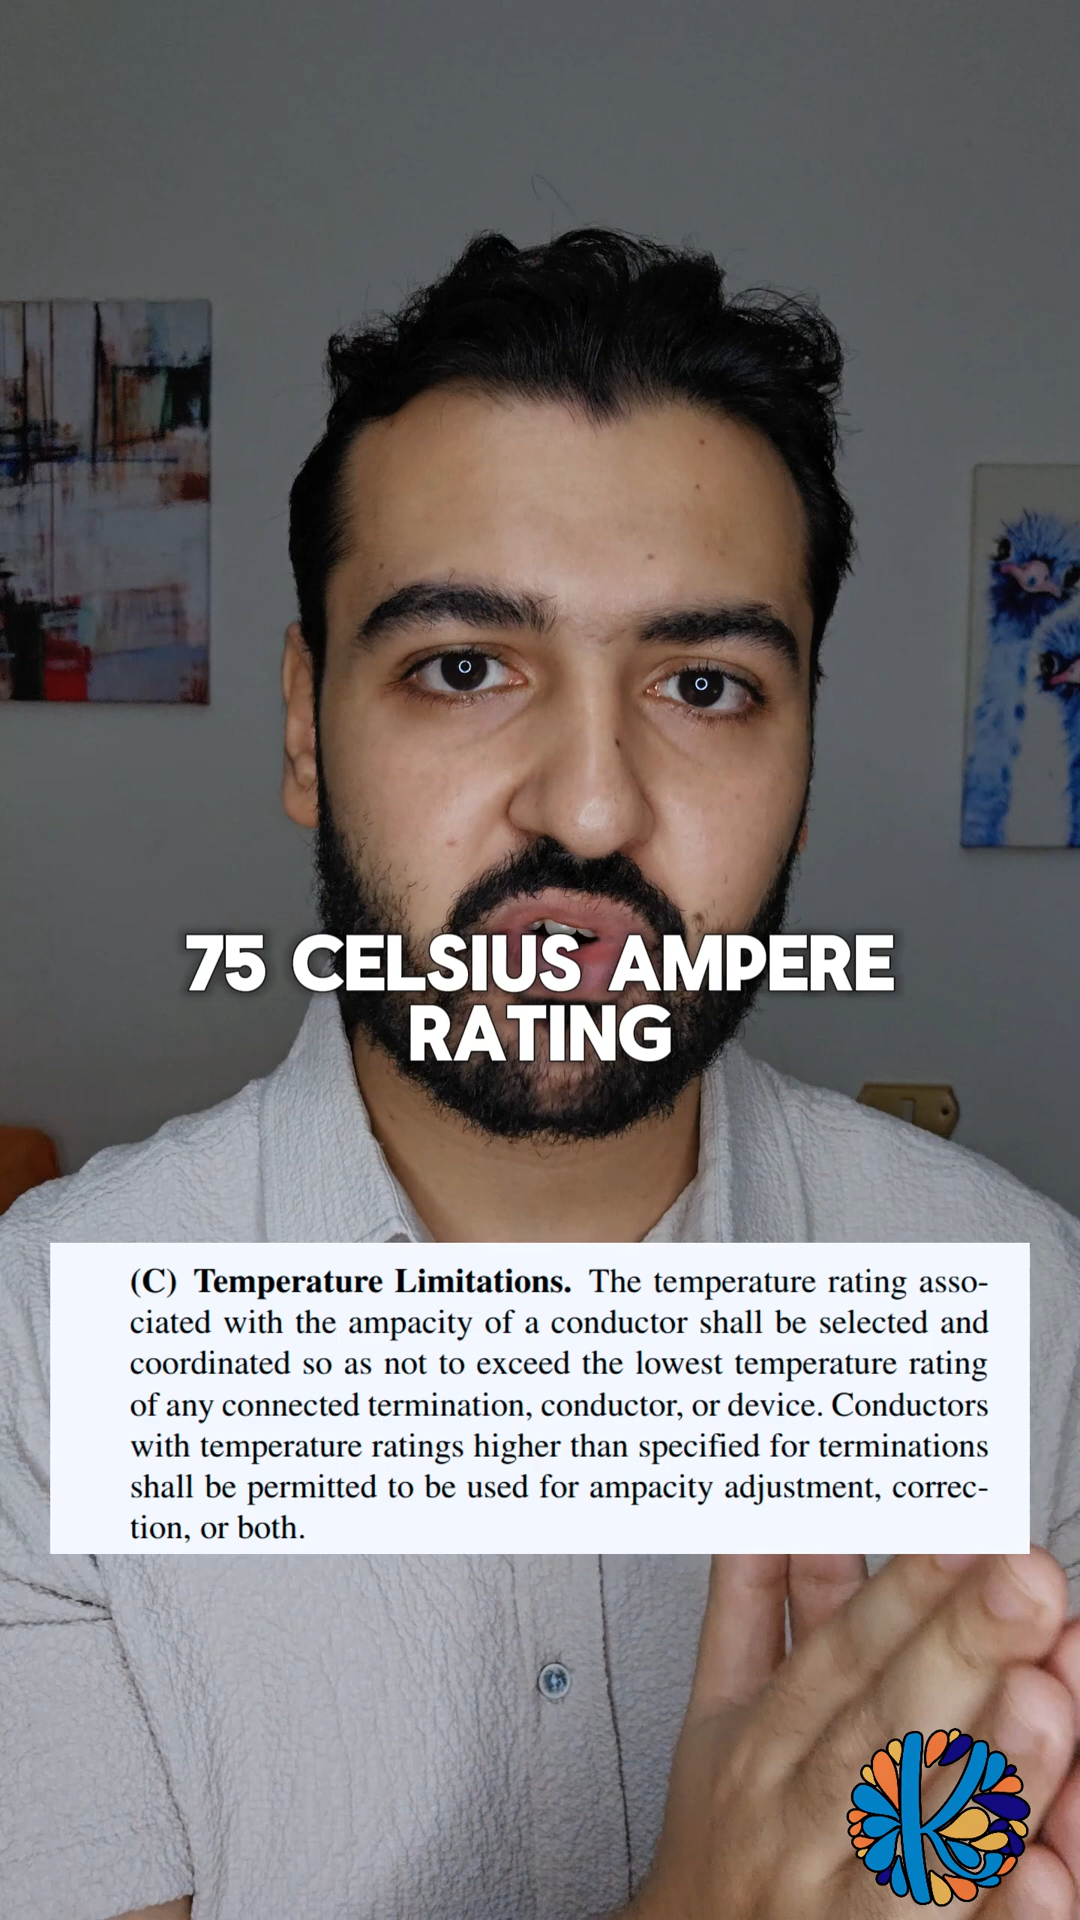 75 CELSIUS AMPERE
RATING
(C) Temperature Limitations. The temperature rating asso-
ciated with the ampacity of a conductor shall be selected and
coordinated so as not to exceed the lowest temperature rating
of any connected termination, conductor, or device. Conductors
with temperature ratings higher than specified for terminations
shall be permitted to be used for ampacity adjustment, correc-
tion, or both.
K